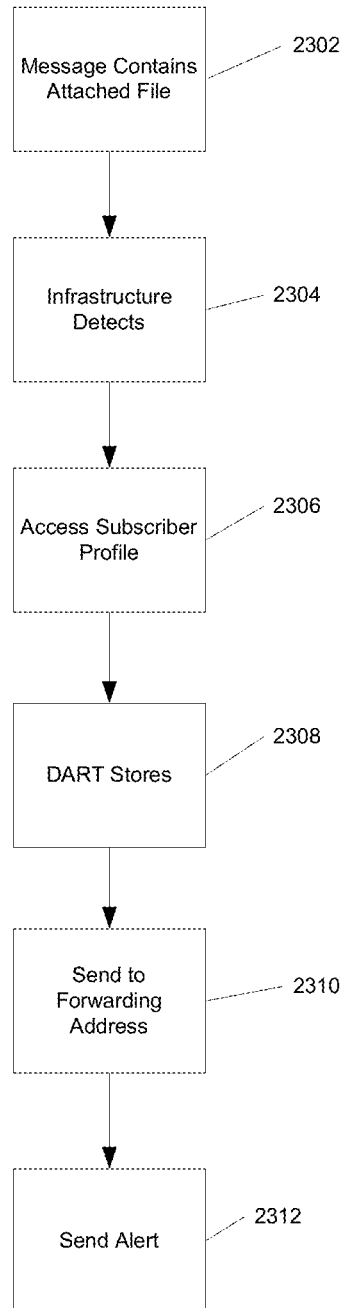 Message Contains
Attached File
2302
Infrastructure
Detects
2304
Access Subscriber
Profile
2306
DART Stores
2308
Send to
Forwarding
Address
2310
Send Alert
2312